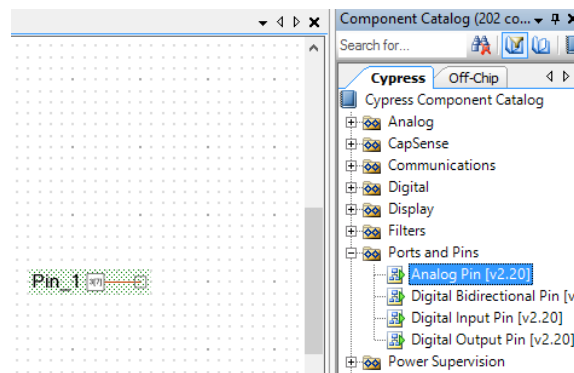 Component Catalog (202 co...
Search for...
Cypress
Off-Chip
Cypress Component Catalog
Analog
CapSense
Communications
Digital
Display
Filters
Ports and Pins
Analog Pin [v2.20]
Digital Bidirectional Pin [v
Digital Input Pin [v2.20]
Digital Output Pin [v2.20]
Power Supervision
Pin_1